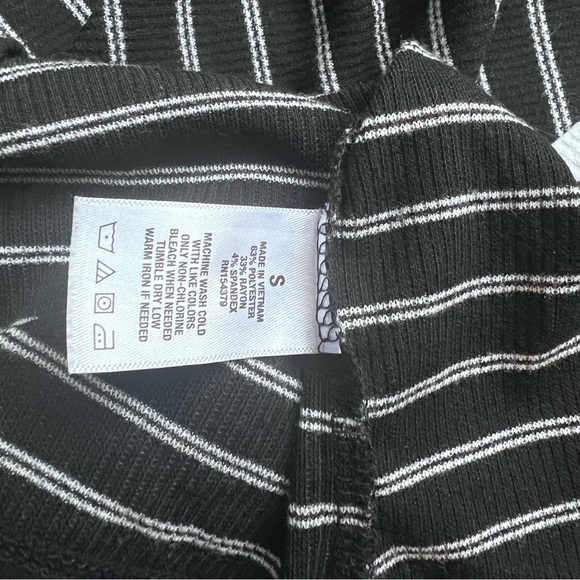 S
MADE IN VIETNAM
63% POLYESTER
33% RAYON
4% SPANDEX
RN154379
MACHINE WASH COLD
WITH LIKE COLORS
ONLY NON-CHLORINE
BLEACH WHEN NEEDED
TUMBLE DRY LOW
WARM IRON IF NEEDED